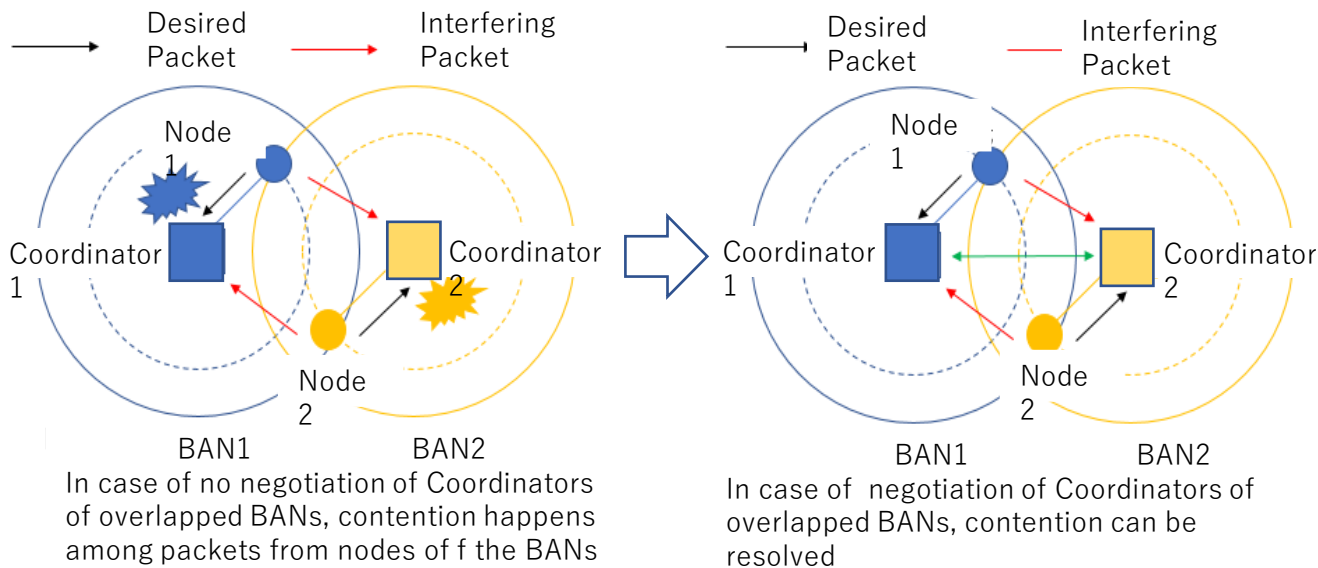 Desired
Packet
Interfering
Packet
Node
1
Coordinator
1
Coordinator
2
Node
2
BAN1
BAN2
In case of no negotiation of Coordinators
of overlapped BANs, contention happens
among packets from nodes of f the BANs
Desired
Packet
Interfering
Packet
Node
1
Coordinator
1
Coordinator
2
Node
2
BAN1
BAN2
In case of  negotiation of Coordinators of
overlapped BANs, contention can be
resolved